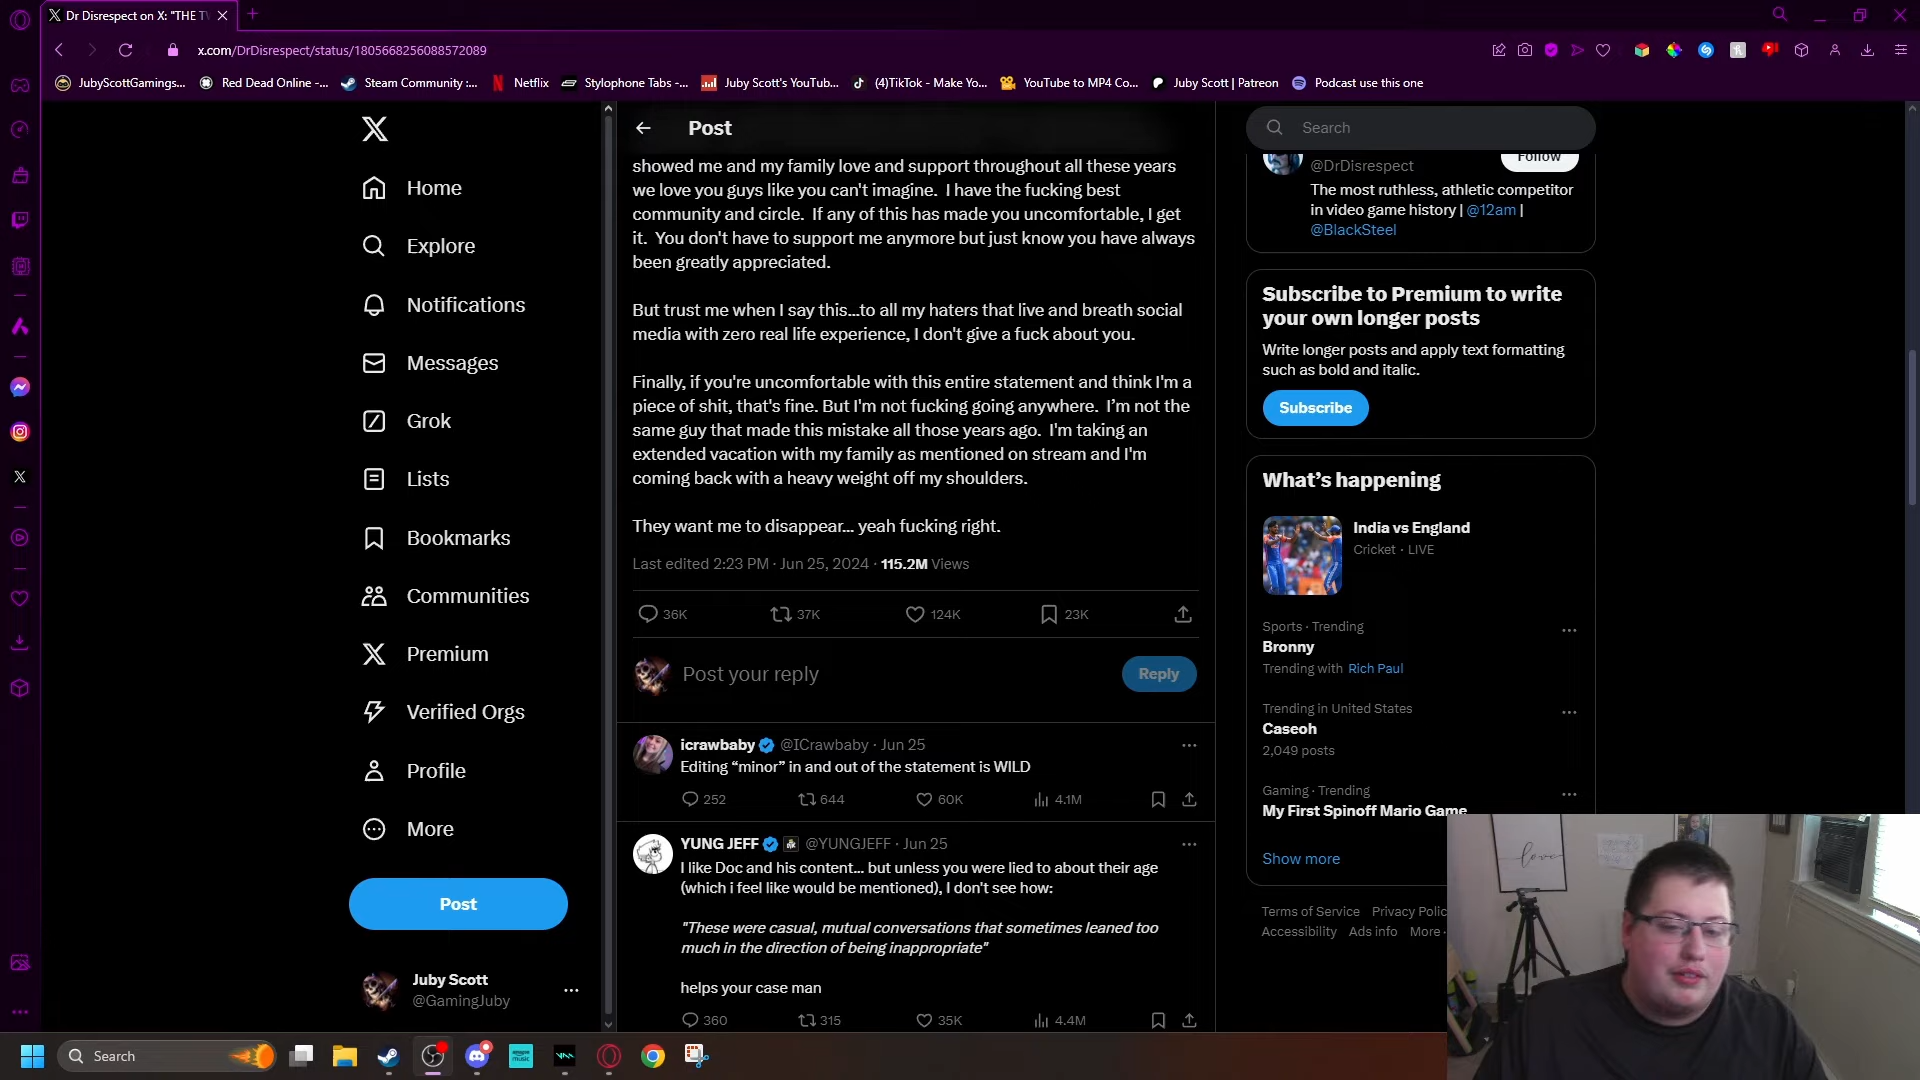 Dr Disrespect on X: "THE TV
x.com/DrDisrespect/status/1805668256088572089
JubyScottGamings...
Red Dead Online -...
Steam Community :...
Netflix
Stylophone Tabs -...
Juby Scott's YouTub...
(4)TikTok - Make Yo...
YouTube to MP4 Co...
Juby Scott | Patreon
Podcast use this one
Home
Explore
Notifications
Messages
Grok
Lists
Bookmarks
Communities
Premium
Verified Orgs
Profile
More
Post
Juby Scott
@GamingJuby
Post
showed me and my family love and support throughout all these years
we love you guys like you can't imagine.  I have the fucking best
community and circle.  If any of this has made you uncomfortable, I get
it.  You don't have to support me anymore but just know you have always
been greatly appreciated.
But trust me when I say this...to all my haters that live and breath social
media with zero real life experience, I don't give a fuck about you.
Finally, if you're uncomfortable with this entire statement and think I'm a
piece of shit, that's fine. But I'm not fucking going anywhere.  I’m not the
same guy that made this mistake all those years ago.  I'm taking an
extended vacation with my family as mentioned on stream and I'm
coming back with a heavy weight off my shoulders.
They want me to disappear... yeah fucking right.
Last edited 2:23 PM · Jun 25, 2024 · 115.2M Views
36K 37K 124K 23K
Post your reply
Reply
icrawbaby @ICrawbaby · Jun 25
Editing “minor” in and out of the statement is WILD
252 644 60K 4.1M
YUNG JEFF @YUNGJEFF · Jun 25
I like Doc and his content... but unless you were lied to about their age
(which i feel like would be mentioned), I don't see how:
"These were casual, mutual conversations that sometimes leaned too
much in the direction of being inappropriate"
helps your case man
360 315 35K 4.4M
Search
@DrDisrespect
Follow
The most ruthless, athletic competitor
in video game history | @12am |
@BlackSteel
Subscribe to Premium to write
your own longer posts
Write longer posts and apply text formatting
such as bold and italic.
Subscribe
What’s happening
India vs England
Cricket · LIVE
Sports · Trending
Bronny
Trending with Rich Paul
Trending in United States
Caseoh
2,049 posts
Gaming · Trending
My First Spinoff Mario Game
Show more
Terms of Service Privacy Polic
Accessibility Ads info More
love
Search